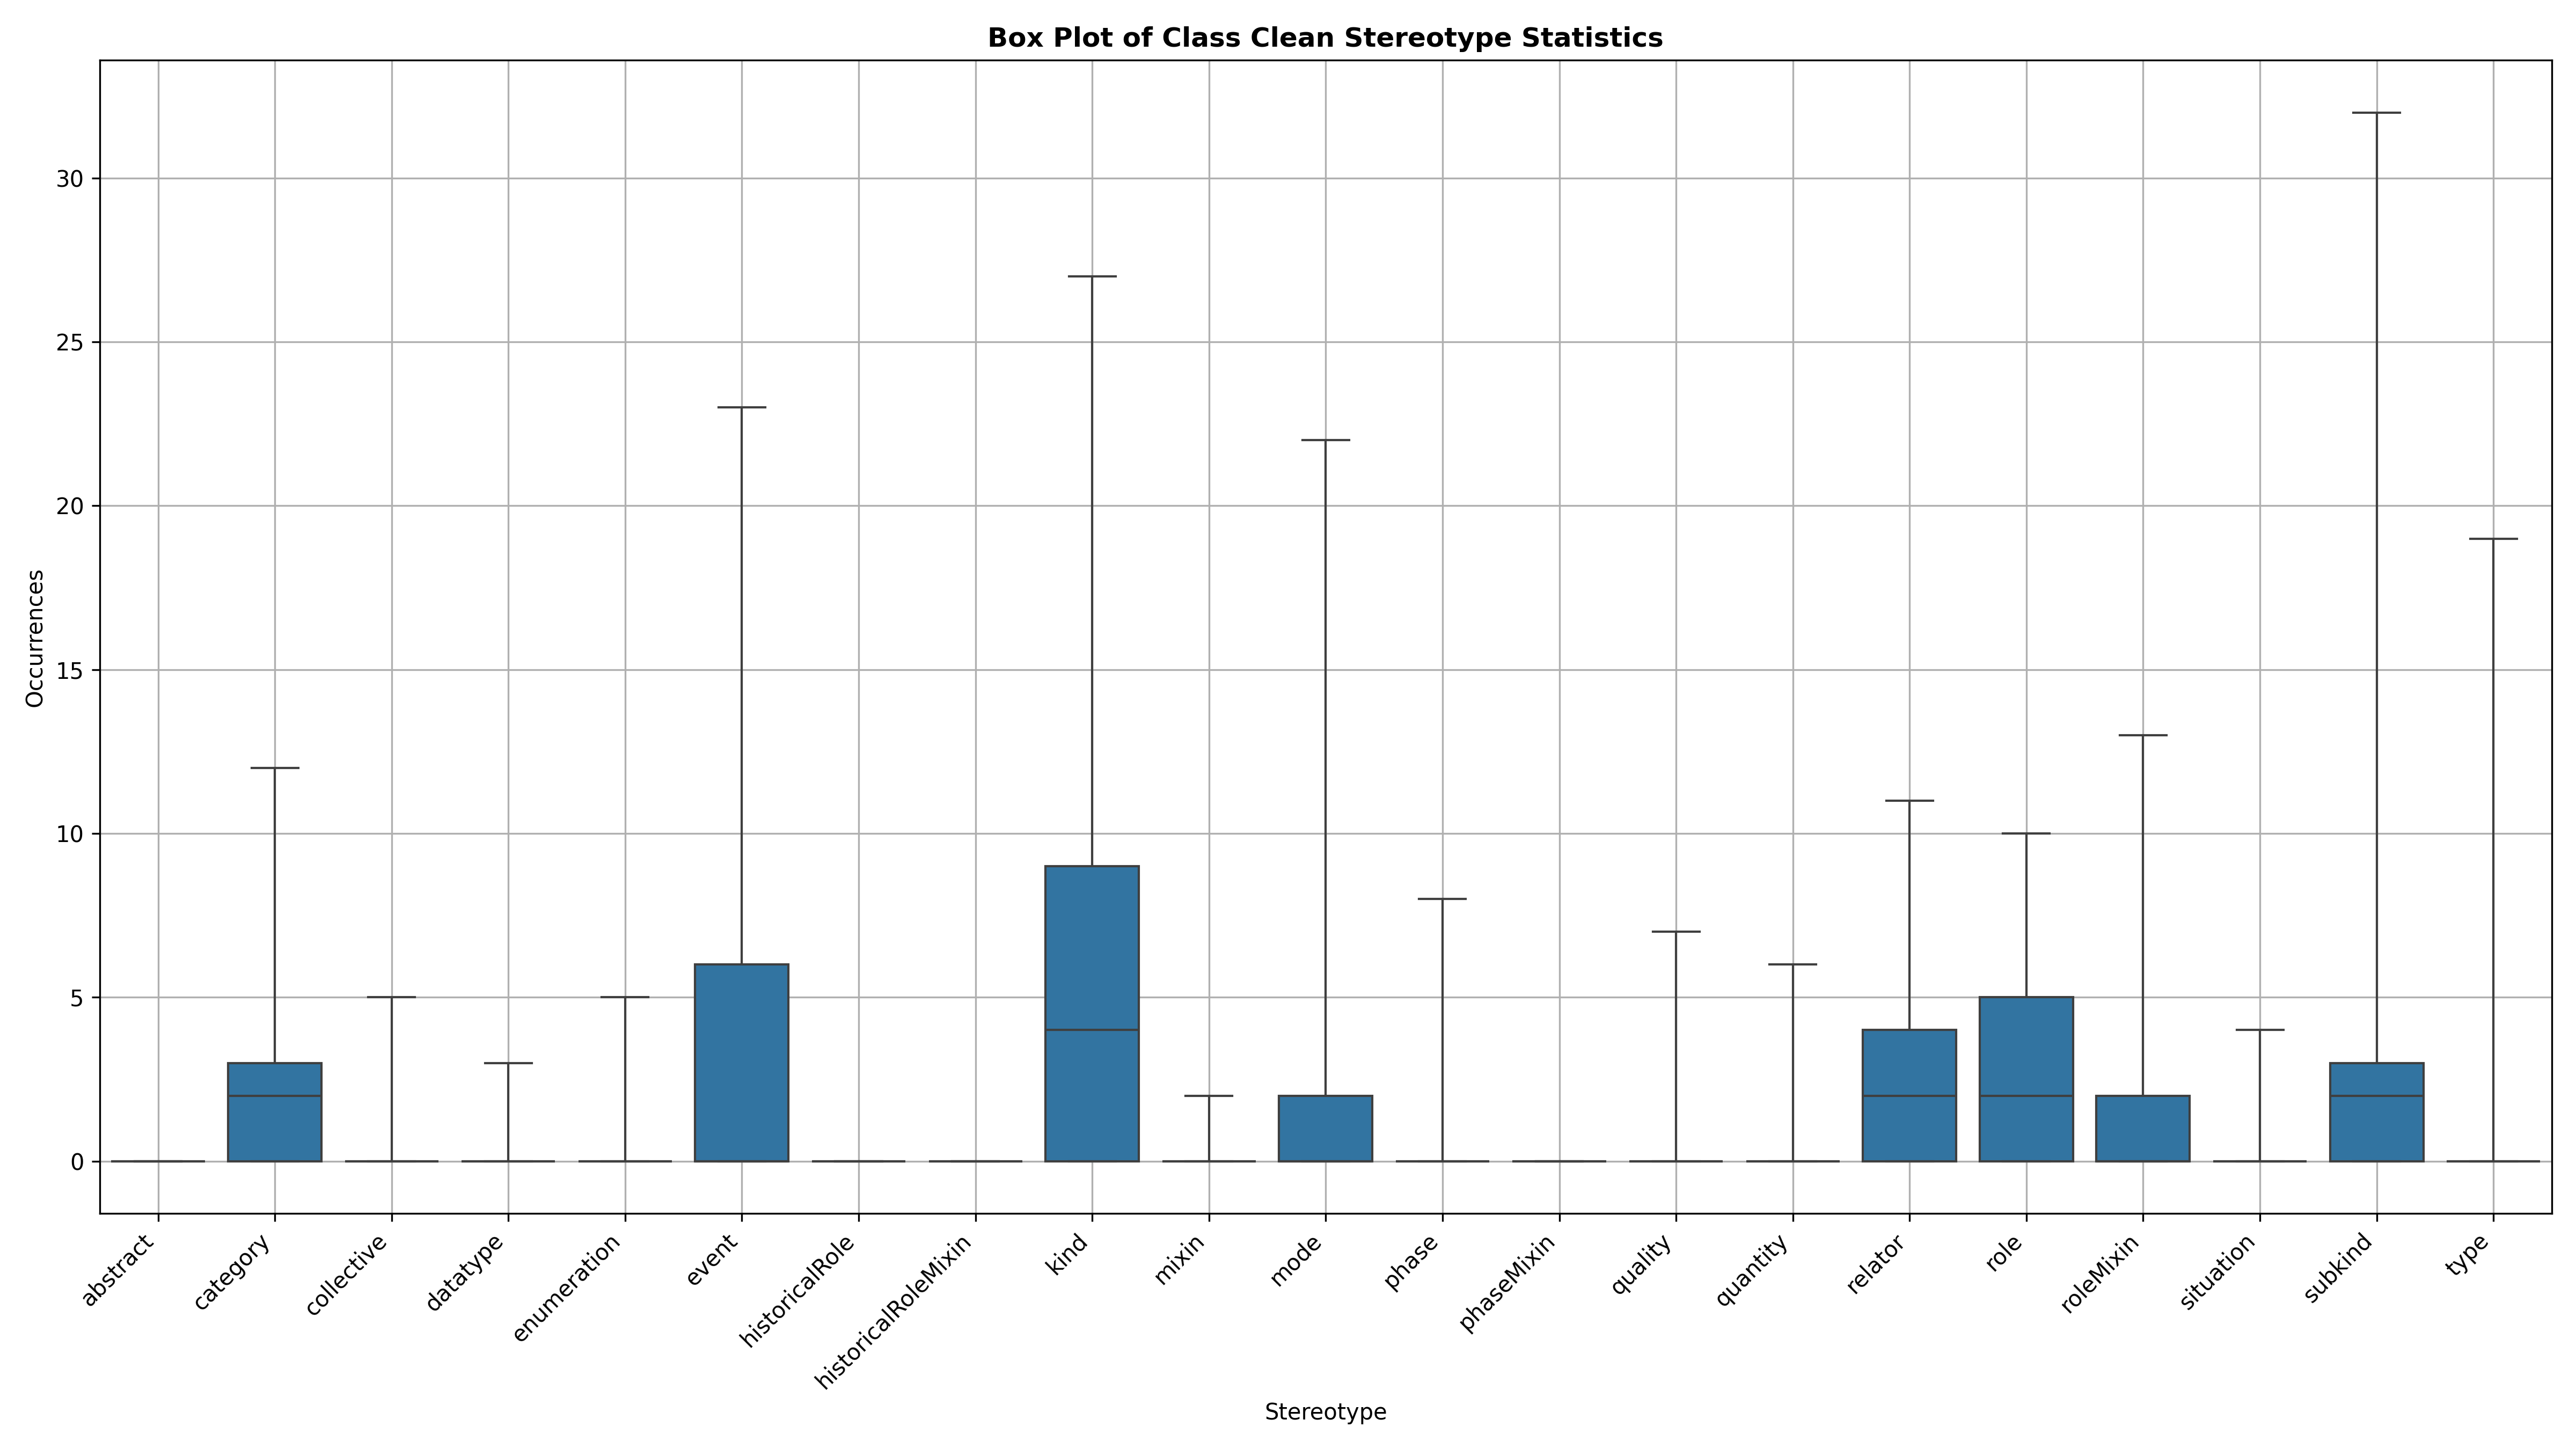 Box Plot of Class Clean Stereotype Statistics
Occurrences
30
25
20
15
10
5
0
abstract
category
collective
datatype
enumeration
event
historicalRole
historicalRoleMixin
kind
mixin
mode
phase
phaseMixin
quality
quantity
relator
role
roleMixin
situation
subkind
type
Stereotype